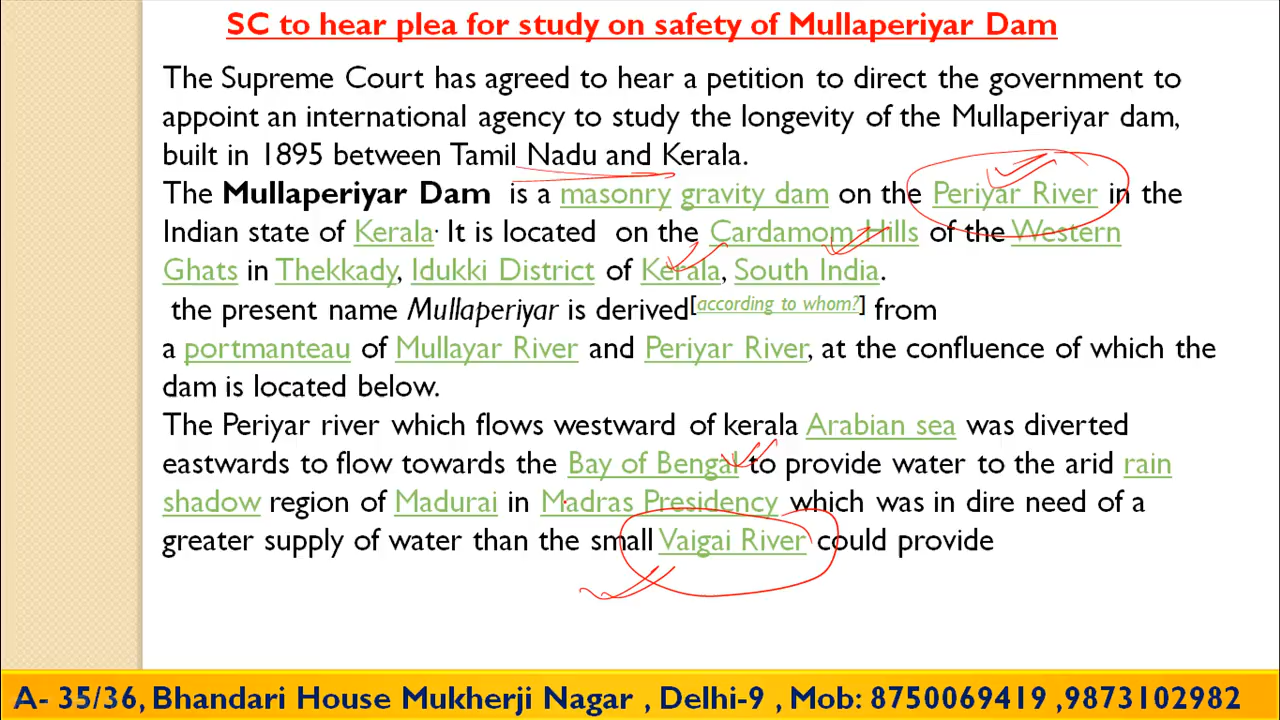 SC to hear plea for study on safety of Mullaperiyar Dam
The Supreme Court has agreed to hear a petition to direct the government to
appoint an international agency to study the longevity of the Mullaperiyar dam,
built in 1895 between Tamil Nadu and Kerala.
The Mullaperiyar Dam is a masonry gravity dam on the Periyar River in the
Indian state of Kerala. It is located on the Cardamom Hills of the Western
Ghats in Thekkady, Idukki District of Kerala, South India.
the present name Mullaperiyar is derived[according to whom?] from
a portmanteau of Mullayar River and Periyar River, at the confluence of which the
dam is located below.
The Periyar river which flows westward of kerala Arabian sea was diverted
eastwards to flow towards the Bay of Bengal to provide water to the arid rain
shadow region of Madurai in Madras Presidency which was in dire need of a
greater supply of water than the small Vaigai River could provide
A- 35/36, Bhandari House Mukherji Nagar , Delhi-9 , Mob: 8750069419 ,9873102982